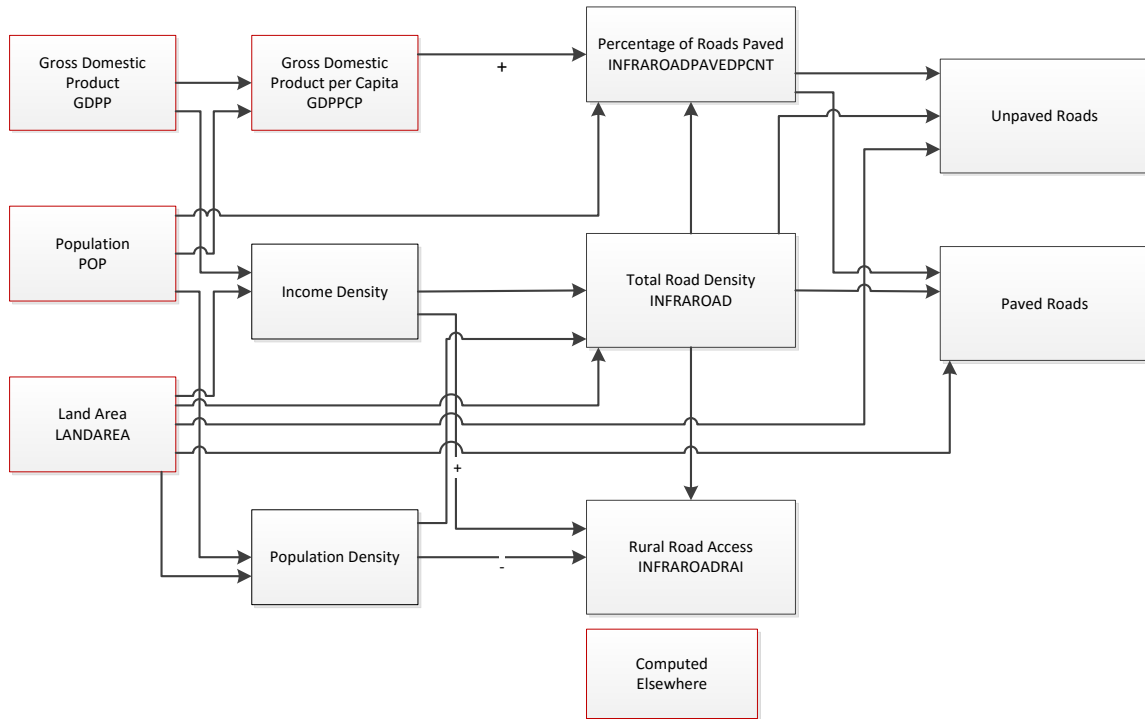 Gross Domestic
Product
GDPP
Gross Domestic
Product per Capita
GDPPCP
+
Percentage of Roads Paved
INFRAROADPAVEDPCNT
Unpaved Roads
Population
POP
Income Density
Total Road Density
INFRAROAD
Paved Roads
Land Area
LANDAREA
+
Population Density
-
Rural Road Access
INFRAROADRAI
Computed
Elsewhere